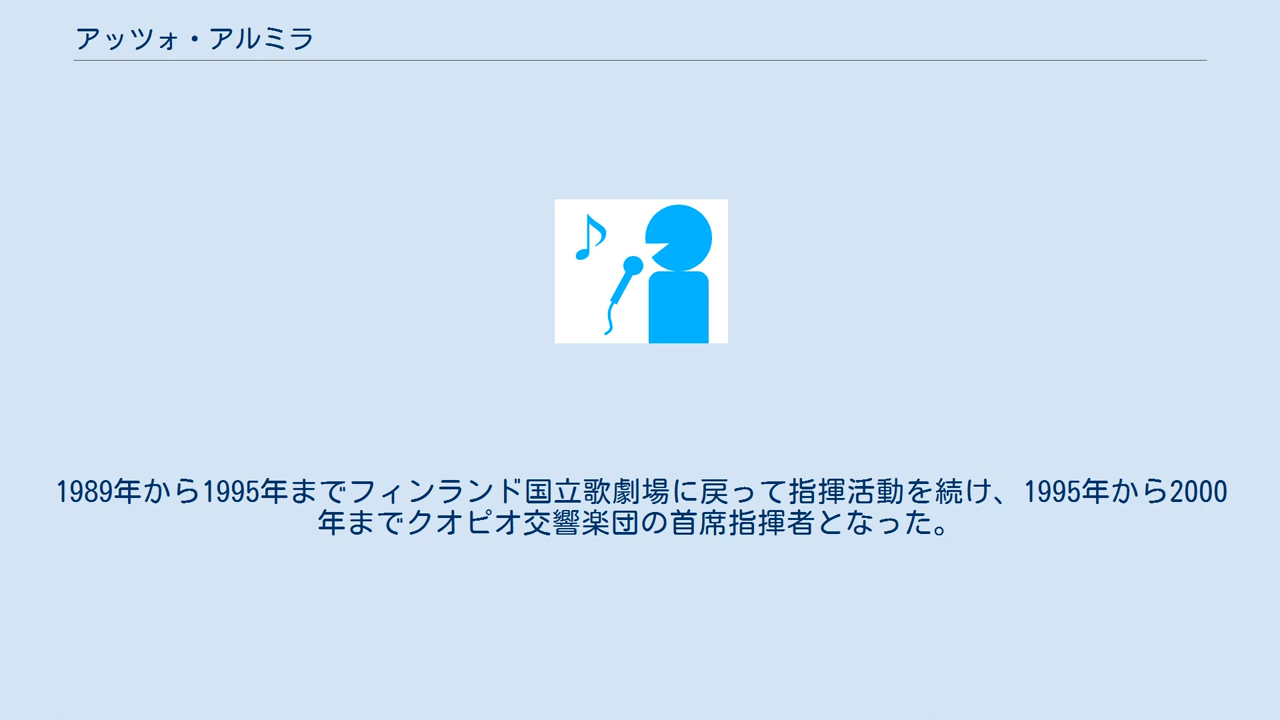 アッツォ・アルミラ
1989年から1995年までフィンランド国立歌劇場に戻って指揮活動を続け、1995年から2000
年までクオピオ交響楽団の首席指揮者となった。